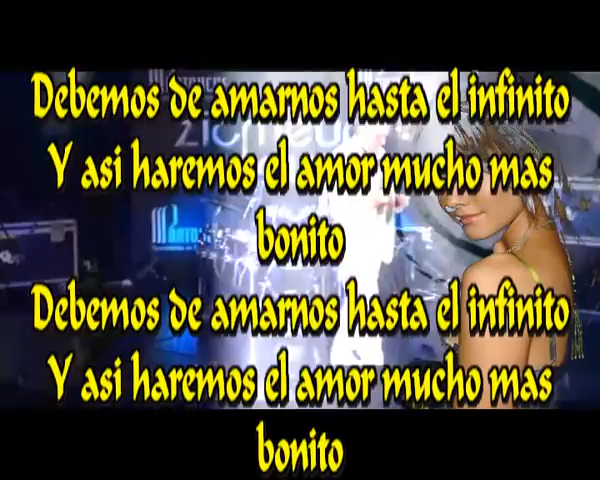 Debemos de amarnos hasta el infinito
Y asi haremos el amor mucho mas
bonito
Debemos de amarnos hasta el infinito
Y asi haremos el amor mucho mas
bonito